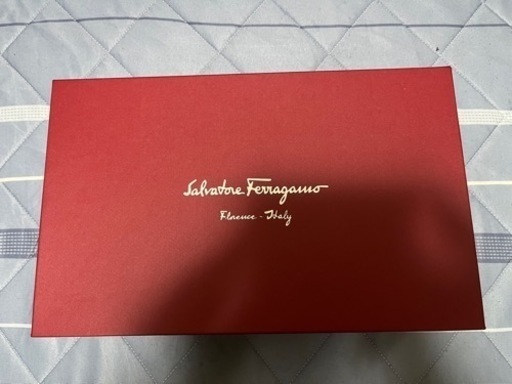 Salvatore Ferragamo
Florence - Italy